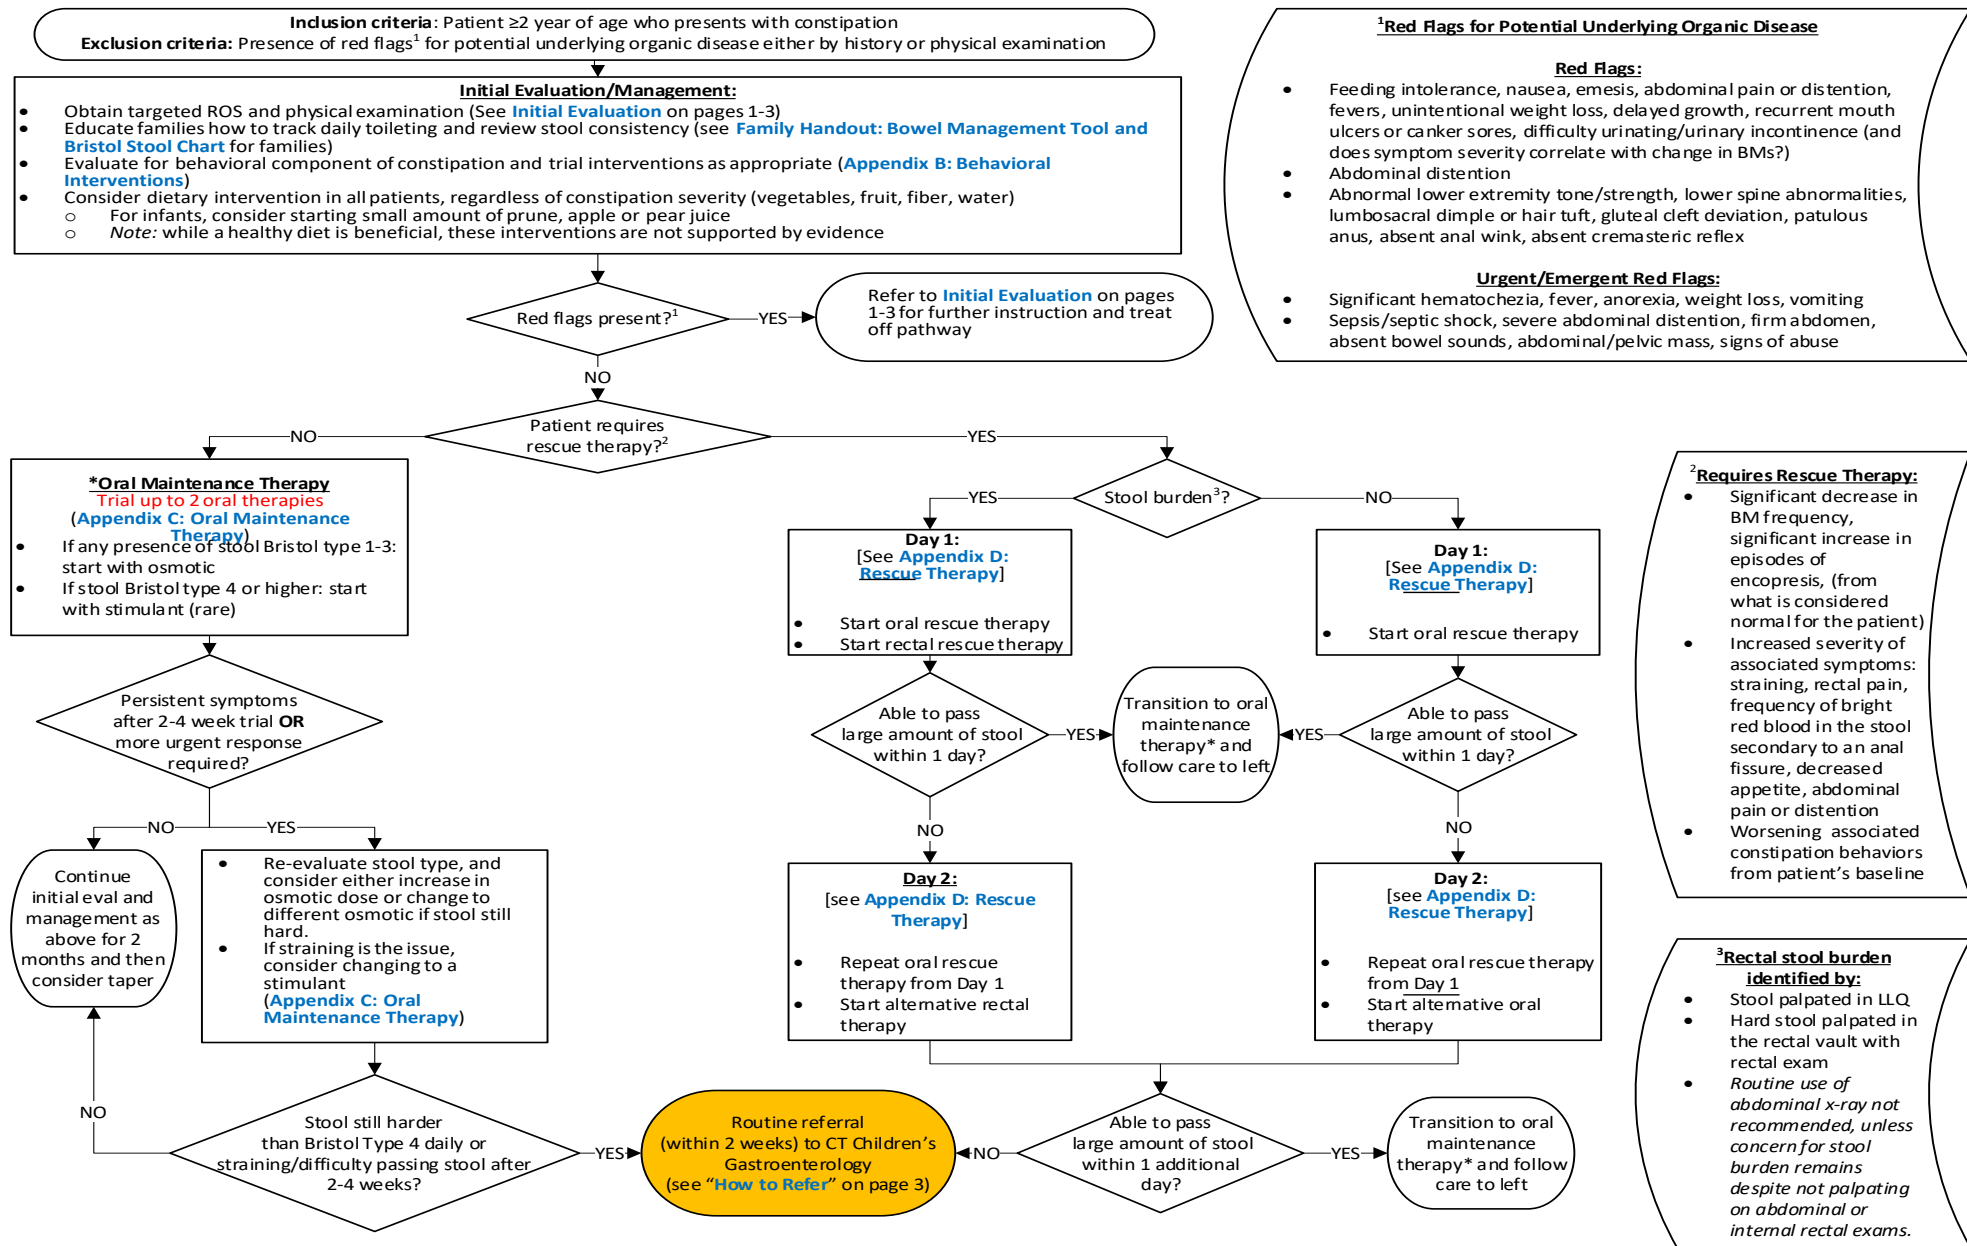 Inclusion criteria: Patient ≥2 year of age who presents with constipation
Exclusion criteria: Presence of red flags1 for potential underlying organic disease either by history or physical examination
Initial Evaluation/Management:
• Obtain targeted ROS and physical examination (See Initial Evaluation on pages 1-3)
• Educate families how to track daily toileting and review stool consistency (see Family Handout: Bowel Management Tool and
Bristol Stool Chart for families)
• Evaluate for behavioral component of constipation and trial interventions as appropriate (Appendix B: Behavioral
Interventions)
• Consider dietary intervention in all patients, regardless of constipation severity (vegetables, fruit, fiber, water)
o For infants, consider starting small amount of prune, apple or pear juice
o Note: while a healthy diet is beneficial, these interventions are not supported by evidence
1Red Flags for Potential Underlying Organic Disease
Red Flags:
• Feeding intolerance, nausea, emesis, abdominal pain or distention,
fevers, unintentional weight loss, delayed growth, recurrent mouth
ulcers or canker sores, difficulty urinating/urinary incontinence (and
does symptom severity correlate with change in BMs?)
• Abdominal distention
• Abnormal lower extremity tone/strength, lower spine abnormalities,
lumbosacral dimple or hair tuft, gluteal cleft deviation, patulous
anus, absent anal wink, absent cremasteric reflex
Urgent/Emergent Red Flags:
• Significant hematochezia, fever, anorexia, weight loss, vomiting
• Sepsis/septic shock, severe abdominal distention, firm abdomen,
absent bowel sounds, abdominal/pelvic mass, signs of abuse
Red flags present?1
YES
Refer to Initial Evaluation on pages
1-3 for further instruction and treat
off pathway
NO
Patient requires
rescue therapy?2
NO
YES
*Oral Maintenance Therapy
Trial up to 2 oral therapies
(Appendix C: Oral Maintenance
Therapy)
• If any presence of stool Bristol type 1-3:
start with osmotic
• If stool Bristol type 4 or higher: start
with stimulant (rare)
Stool burden3?
YES
NO
Day 1:
[See Appendix D:
Rescue Therapy]
• Start oral rescue therapy
• Start rectal rescue therapy
Day 1:
[See Appendix D:
Rescue Therapy]
• Start oral rescue therapy
2Requires Rescue Therapy:
• Significant decrease in
BM frequency,
significant increase in
episodes of
encopresis, (from
what is considered
normal for the patient)
• Increased severity of
associated symptoms:
straining, rectal pain,
frequency of bright
red blood in the stool
secondary to an anal
fissure, decreased
appetite, abdominal
pain or distention
• Worsening associated
constipation behaviors
from patient's baseline
Persistent symptoms
after 2-4 week trial OR
more urgent response
required?
Able to pass
large amount of stool
within 1 day?
YES
Transition to oral
maintenance
therapy* and
follow care to left
YES
Able to pass
large amount of stool
within 1 day?
NO
YES
NO
NO
Continue
initial eval and
management as
above for 2
months and then
consider taper
• Re-evaluate stool type, and
consider either increase in
osmotic dose or change to
different osmotic if stool still
hard.
• If straining is the issue,
consider changing to a
stimulant
(Appendix C: Oral
Maintenance Therapy)
Day 2:
[see Appendix D: Rescue
Therapy]
• Repeat oral rescue
therapy from Day 1
• Start alternative rectal
therapy
Day 2:
[see Appendix D:
Rescue Therapy]
• Repeat oral rescue therapy
from Day 1
• Start alternative oral
therapy
3Rectal stool burden
identified by:
• Stool palpated in LLQ
• Hard stool palpated in
the rectal vault with
rectal exam
• Routine use of
abdominal x-ray not
recommended, unless
concern for stool
burden remains
despite not palpating
on abdominal or
internal rectal exams.
NO
Stool still harder
than Bristol Type 4 daily or
straining/difficulty passing stool after
2-4 weeks?
YES
Routine referral
(within 2 weeks) to CT Children's
Gastroenterology
(see "How to Refer" on page 3)
NO
Able to pass
large amount of stool
within 1 additional
day?
YES
Transition to oral
maintenance
therapy* and follow
care to left